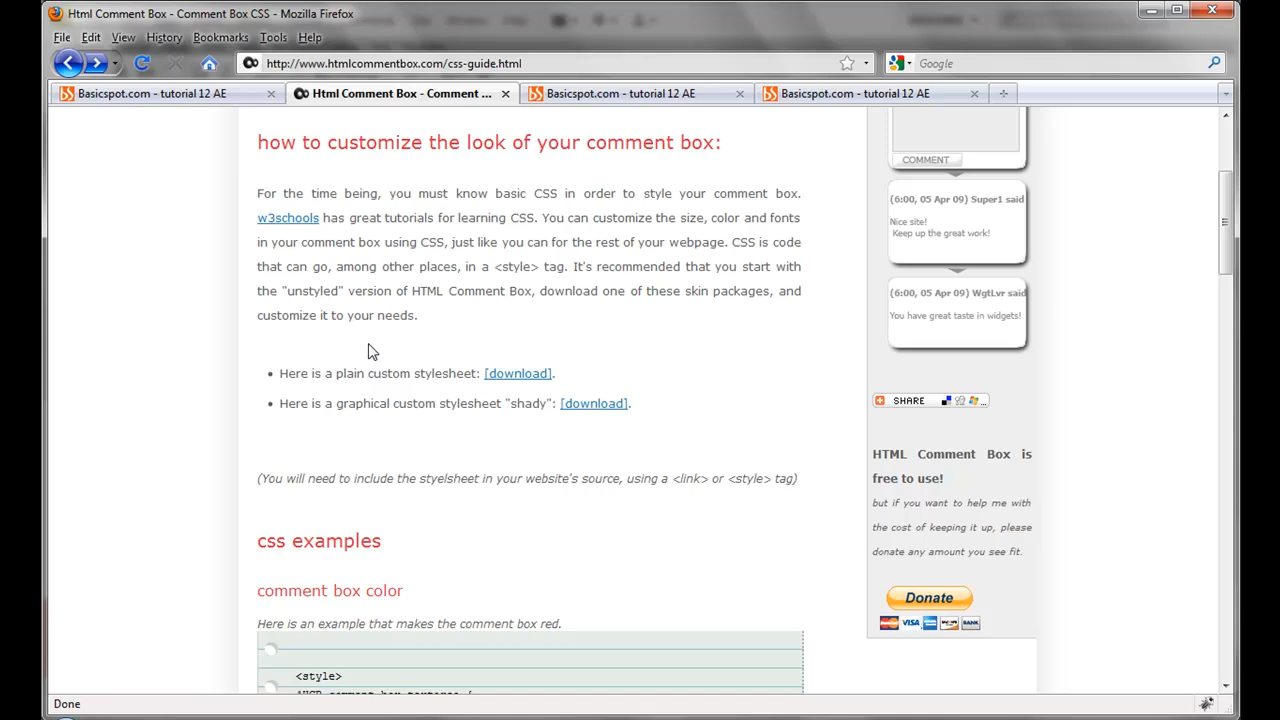 Html Comment Box - Comment Box CSS - Mozilla Firefox
File Edit View History Bookmarks Tools Help
http://www.htmlcommentbox.com/css-guide.html
Google
Basicspot.com - tutorial 12 AE
Html Comment Box - Comment ...
Basicspot.com - tutorial 12 AE
Basicspot.com - tutorial 12 AE
how to customize the look of your comment box:
For the time being, you must know basic CSS in order to style your comment box.
w3schools has great tutorials for learning CSS. You can customize the size, color and fonts
in your comment box using CSS, just like you can for the rest of your webpage. CSS is code
that can go, among other places, in a <style> tag. It's recommended that you start with
the "unstyled" version of HTML Comment Box, download one of these skin packages, and
customize it to your needs.
Here is a plain custom stylesheet: [download].
Here is a graphical custom stylesheet "shady": [download].
(You will need to include the styelsheet in your website's source, using a <link> or <style> tag)
css examples
comment box color
Here is an example that makes the comment box red.
<style>
COMMENT
(6:00, 05 Apr 09) Super1 said
Nice site!
Keep up the great work!
(6:00, 05 Apr 09) WgtLvr said
You have great taste in widgets!
SHARE
HTML Comment Box is
free to use!
but if you want to help me with
the cost of keeping it up, please
donate any amount you see fit.
Donate
VISA
BANK
Done